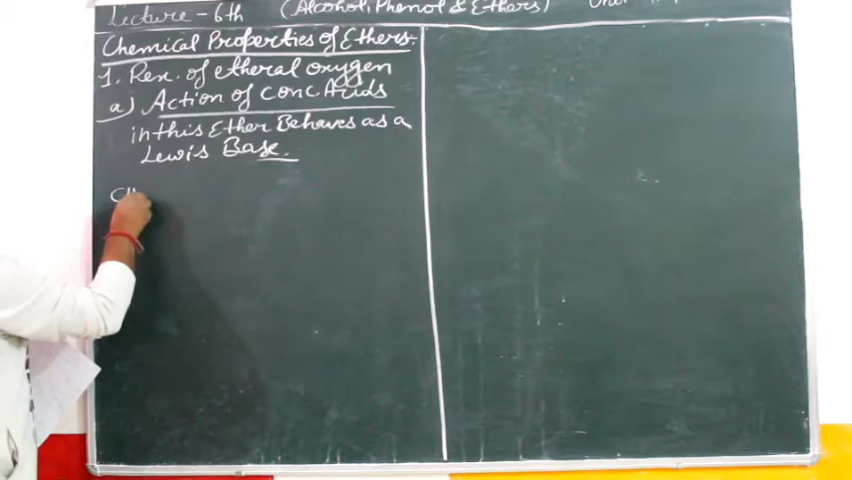 Lecture - 6th (Alcohol, Phenol & Ethers)
Chemical Properties of Ethers:-
1. Rex. of etheral oxygen
a) Action of conc Acids
in this Ether Behaves as a
Lewis Base.
CH